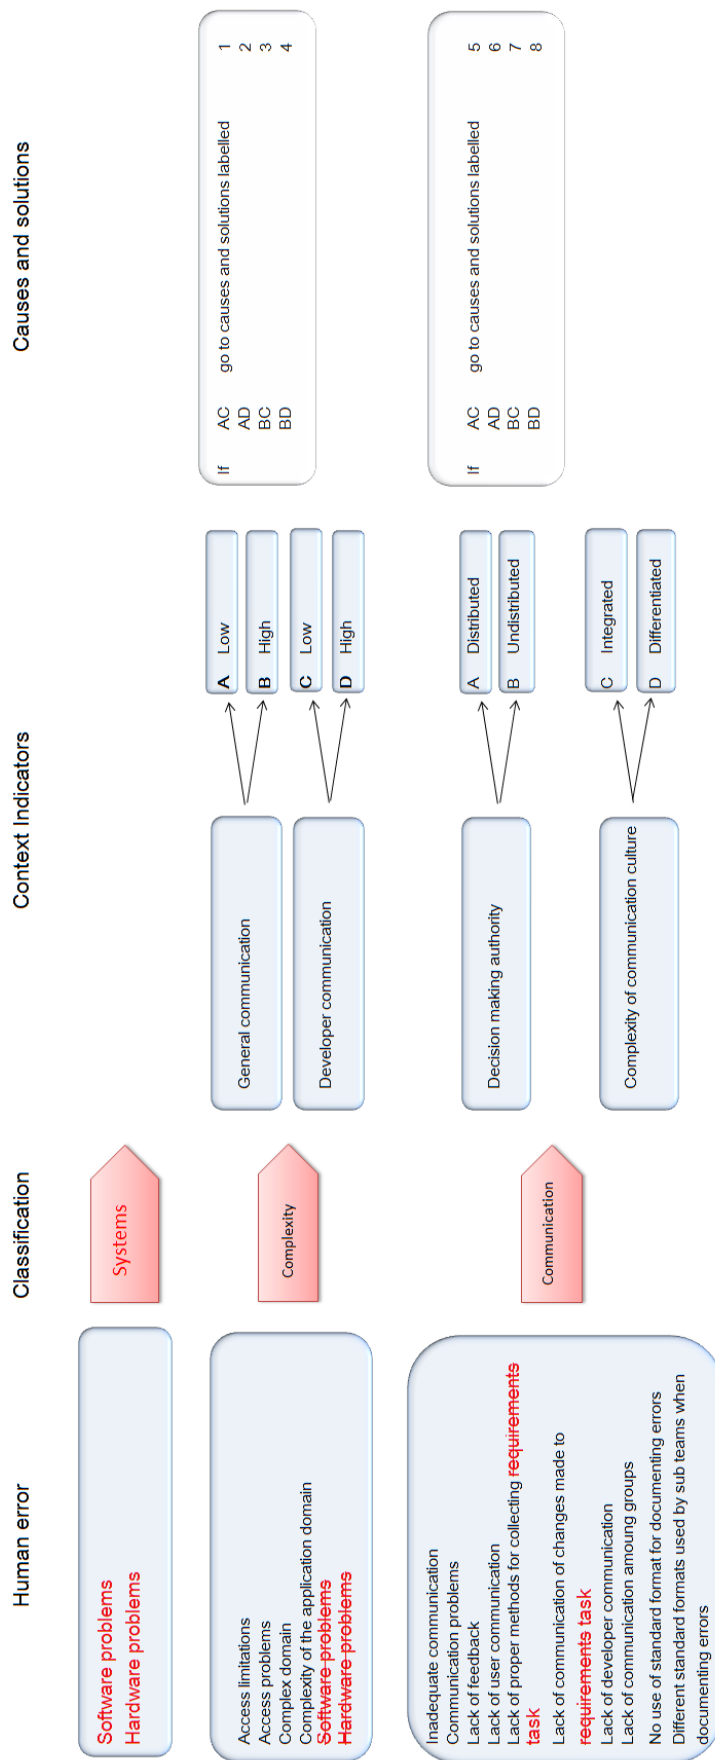 Human error
Classification
Context Indicators
Causes and solutions
Software problems
Hardware problems
Systems
Access limitations
Access problems
Complex domain
Complexity of the application domain
Software problems
Hardware problems
Complexity
General communication
Developer communication
A Low
B High
C Low
D High
If AC go to causes and solutions labelled 1
AD 2
BC 3
BD 4
Inadequate communication
Communication problems
Lack of feedback
Lack of user communication
Lack of proper methods for collecting requirements
task
Lack of communication of changes made to
requirements task
Lack of developer communication
Lack of communication amoung groups
No use of standard format for documenting errors
Different standard formats used by sub teams when
documenting errors
Communication
Decision making authority
Complexity of communication culture
A Distributed
B Undistributed
C Integrated
D Differentiated
If AC go to causes and solutions labelled 5
AD 6
BC 7
BD 8